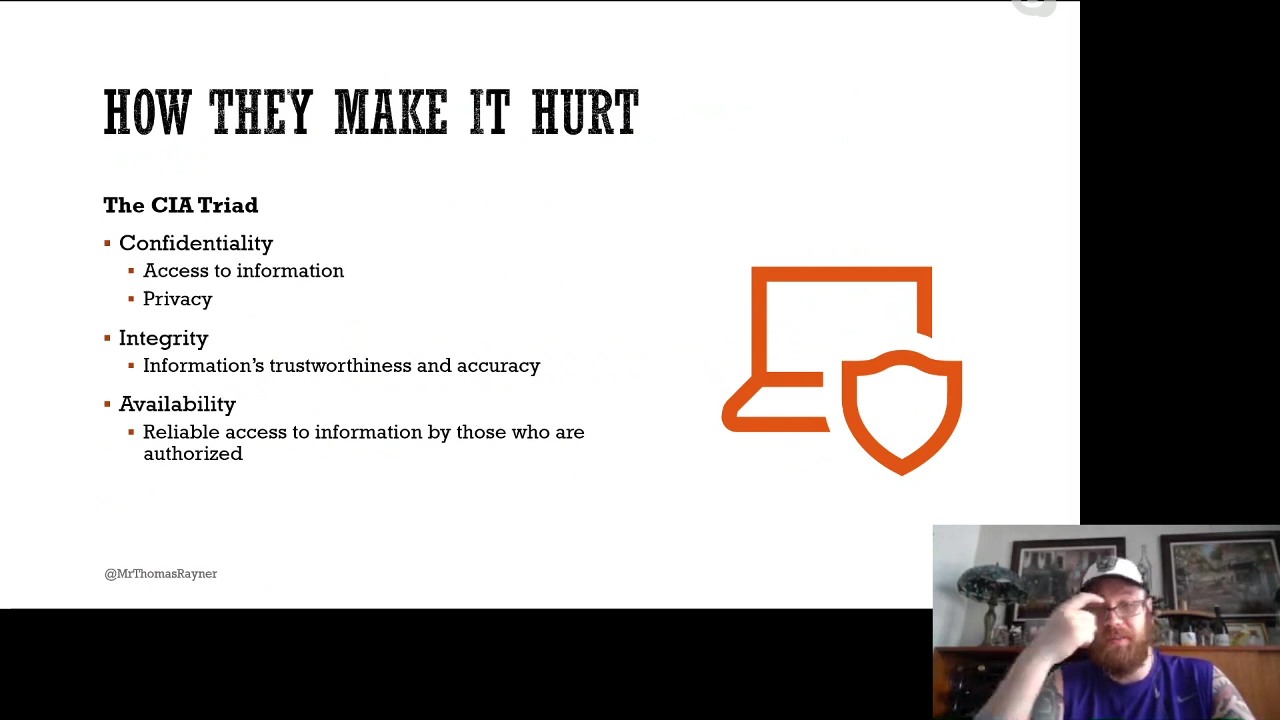 HOW THEY MAKE IT HURT
The CIA Triad
Confidentiality
Access to information
Privacy
Integrity
Information's trustworthiness and accuracy
Availability
Reliable access to information by those who are
authorized
@MrThomasRayner